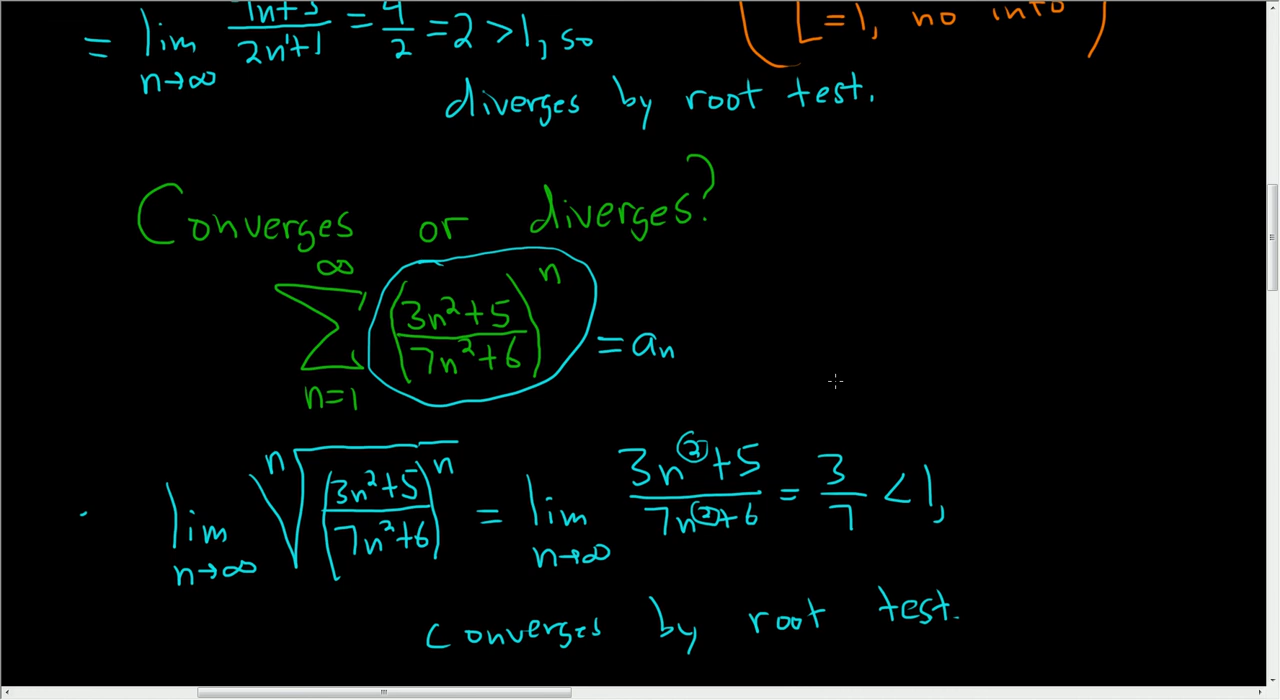 = lim n→∞ 4n+3 / 2n'+1 = 4/2 = 2 > 1, so
L = 1, no info
diverges by root test.
Converges or diverges?
∞ Σ n=1 (3n²+5 / 7n²+6)ⁿ = aₙ
lim n→∞ ⁿ√(3n²+5 / 7n²+6)ⁿ = lim n→∞ 3n²+5 / 7n²+6 = 3/7 < 1,
converges by root test.